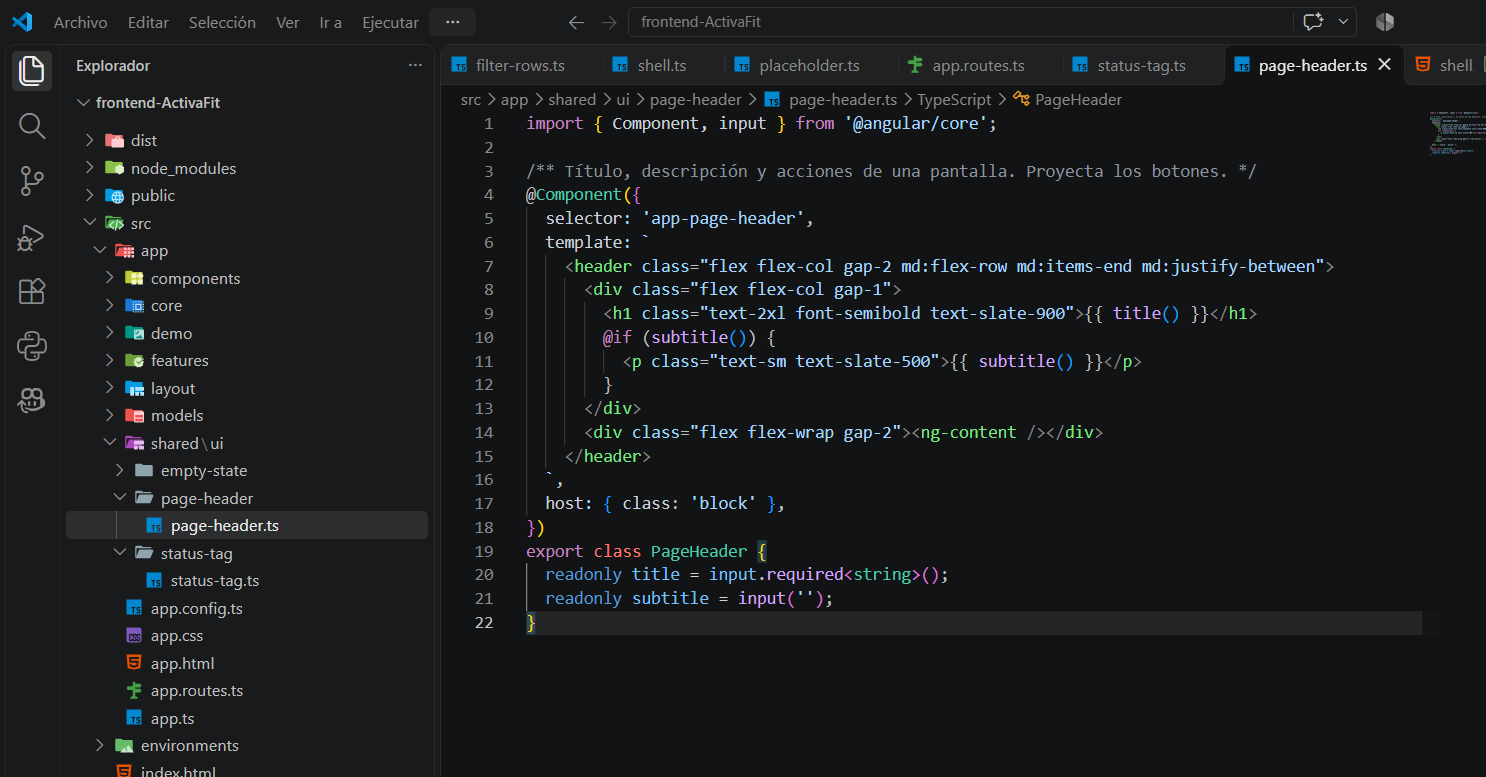 Archivo Editar Selección Ver Ir a Ejecutar ··· frontend-ActivaFit
Explorador ···
frontend-ActivaFit
dist
node_modules
public
src
app
components
core
demo
features
layout
models
shared\ui
empty-state
page-header
page-header.ts
status-tag
status-tag.ts
app.config.ts
app.css
app.html
app.routes.ts
app.ts
environments
index.html
filter-rows.ts shell.ts placeholder.ts app.routes.ts status-tag.ts page-header.ts shell.
src > app > shared > ui > page-header > page-header.ts > TypeScript > PageHeader
1 import { Component, input } from '@angular/core';
2
3 /** Título, descripción y acciones de una pantalla. Proyecta los botones. */
4 @Component({
5   selector: 'app-page-header',
6   template: `
7     <header class="flex flex-col gap-2 md:flex-row md:items-end md:justify-between">
8       <div class="flex flex-col gap-1">
9         <h1 class="text-2xl font-semibold text-slate-900">{{ title() }}</h1>
10         @if (subtitle()) {
11           <p class="text-sm text-slate-500">{{ subtitle() }}</p>
12         }
13       </div>
14       <div class="flex flex-wrap gap-2"><ng-content /></div>
15     </header>
16   `,
17   host: { class: 'block' },
18 })
19 export class PageHeader {
20   readonly title = input.required<string>();
21   readonly subtitle = input('');
22 }